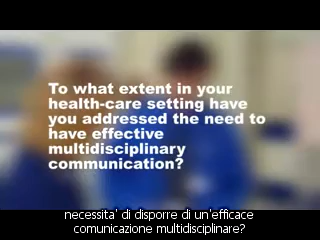 To what extent in your
health-care setting have
you addressed the need to
have effective
multidisciplinary
communication?
necessita' di disporre di un'efficace
comunicazione multidisciplinare?